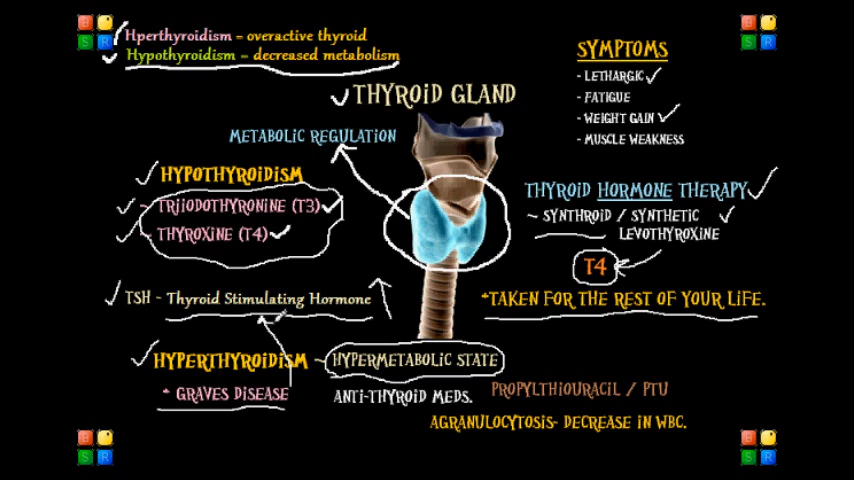 Hperthyroidism = overactive thyroid
Hypothyroidism = decreased metabolism
SYMPTOMS
- LETHARGIC
- FATIGUE
- WEIGHT GAIN
- MUSCLE WEAKNESS
THYROID GLAND
METABOLIC REGULATION
HYPOTHYROIDISM
- TRIIODOTHYRONINE (T3)
- THYROXINE (T4)
THYROID HORMONE THERAPY
~ SYNTHROID / SYNTHETIC
LEVOTHYROXINE
T4
*TAKEN FOR THE REST OF YOUR LIFE.
TSH - Thyroid Stimulating Hormone
HYPERTHYROIDISM ~ HYPERMETABOLIC STATE
* GRAVES DISEASE
ANTI-THYROID MEDS.
PROPYLTHIOURACIL / PTU
AGRANULOCYTOSIS- DECREASE IN WBC.
B
S R
B
S R
B
S R
B
S R